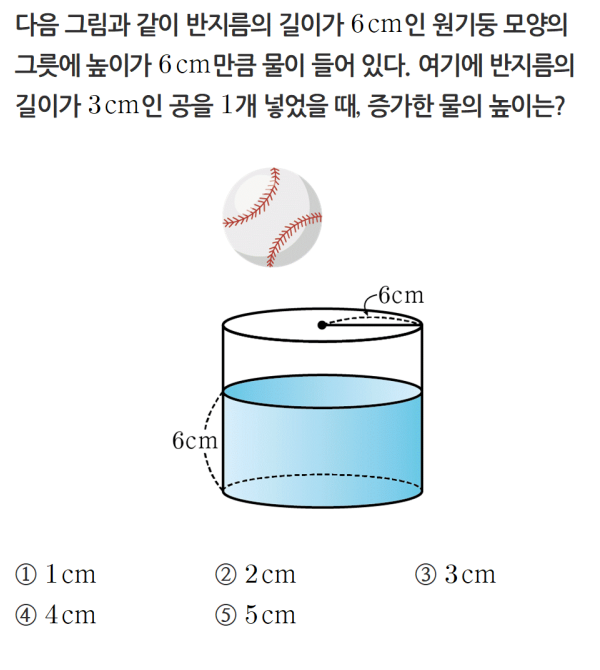 다음 그림과 같이 반지름의 길이가 6cm인 원기둥 모양의
그릇에 높이가 6cm만큼 물이 들어 있다. 여기에 반지름의
길이가 3cm인 공을 1개 넣었을 때, 증가한 물의 높이는?
6cm
6cm
① 1cm ② 2cm ③ 3cm
④ 4cm ⑤ 5cm